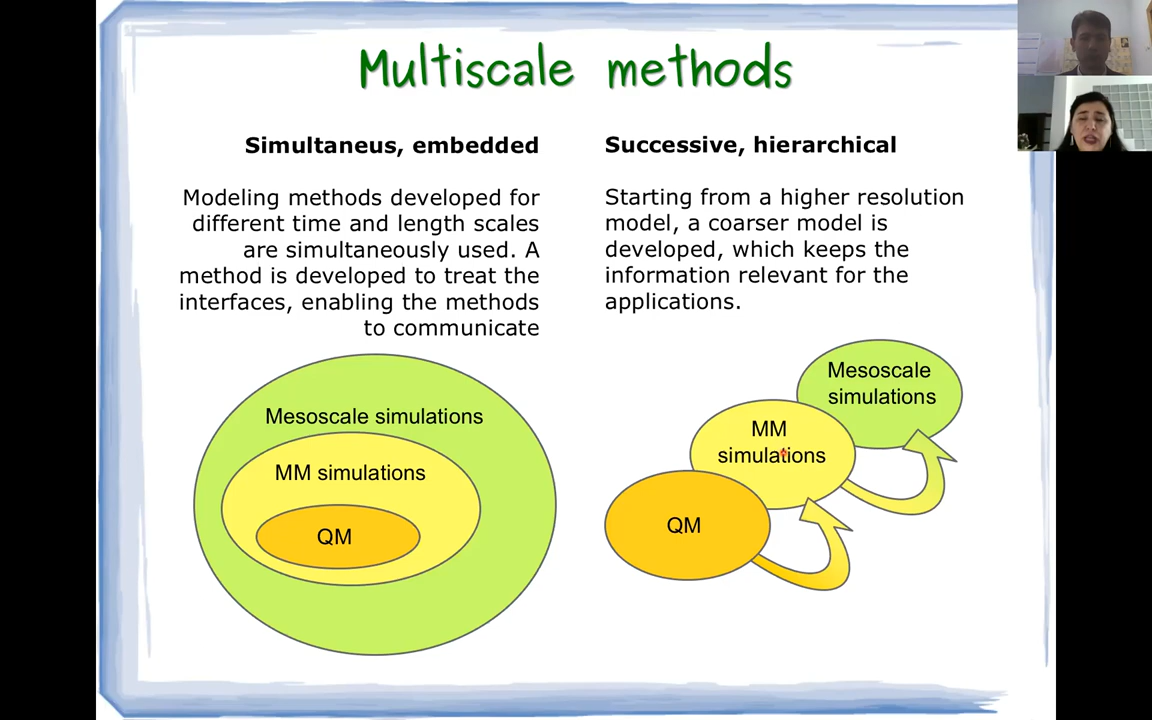 Multiscale methods
Simultaneus, embedded
Modeling methods developed for
different time and length scales
are simultaneously used. A
method is developed to treat the
interfaces, enabling the methods
to communicate
Mesoscale simulations
MM simulations
QM
Successive, hierarchical
Starting from a higher resolution
model, a coarser model is
developed, which keeps the
information relevant for the
applications.
Mesoscale
simulations
MM
simulations
QM